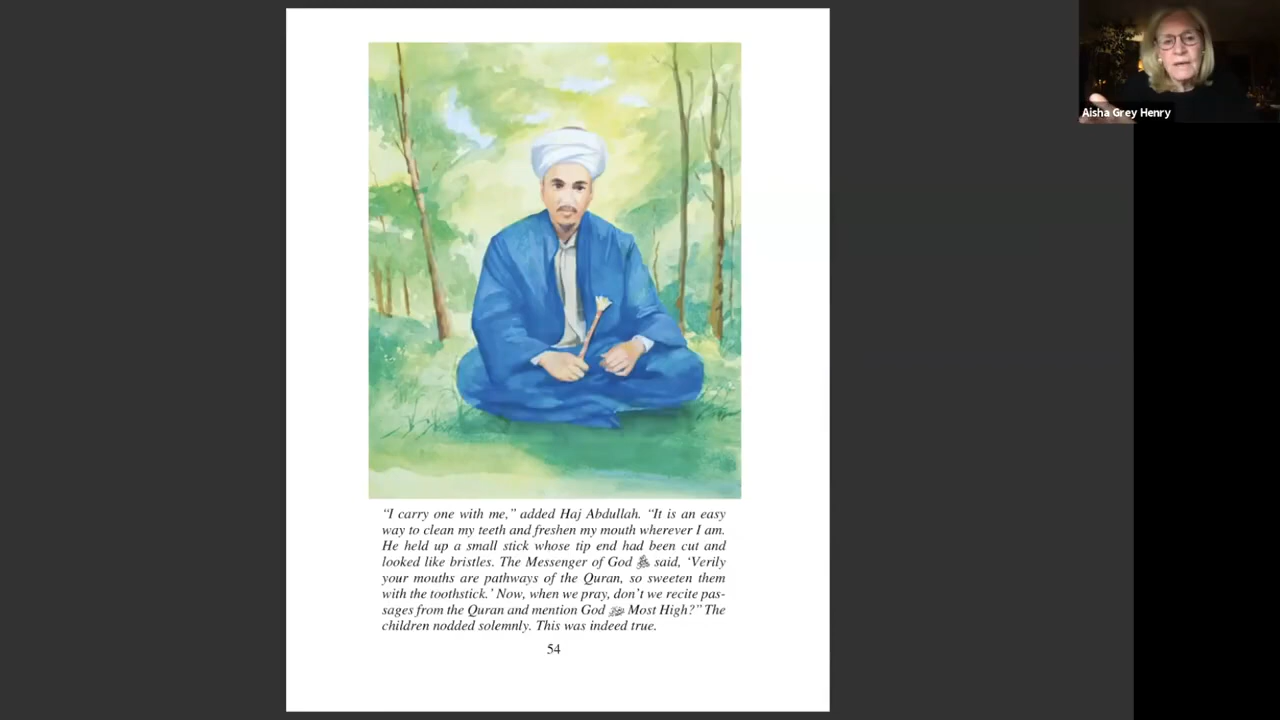 Aisha Grey Henry
“I carry one with me,” added Haj Abdullah. “It is an easy
way to clean my teeth and freshen my mouth wherever I am.
He held up a small stick whose tip end had been cut and
looked like bristles. The Messenger of God ﷺ said, ‘Verily
your mouths are pathways of the Quran, so sweeten them
with the toothstick.’ Now, when we pray, don’t we recite pas-
sages from the Quran and mention God Most High?” The
children nodded solemnly. This was indeed true.
54